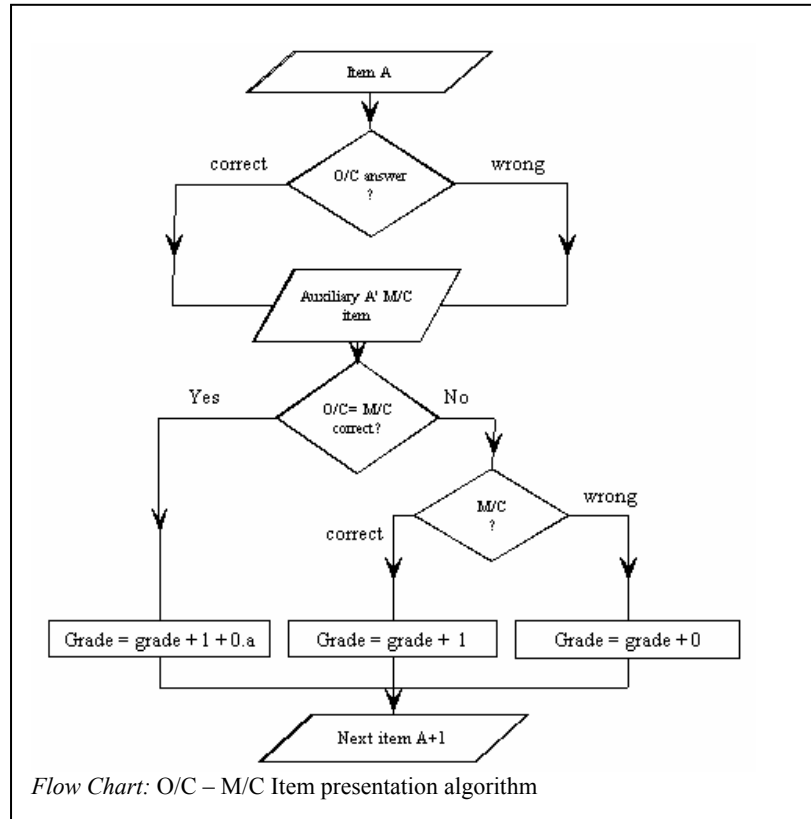 Item A
correct
wrong
O/C answer
?
Auxiliary A' M/C
item
Yes
No
O/C= M/C
correct?
M/C
?
wrong
correct
Grade = grade + 1 + 0.a
Grade = grade + 1
Grade = grade + 0
Next item A+1
Flow Chart: O/C – M/C Item presentation algorithm